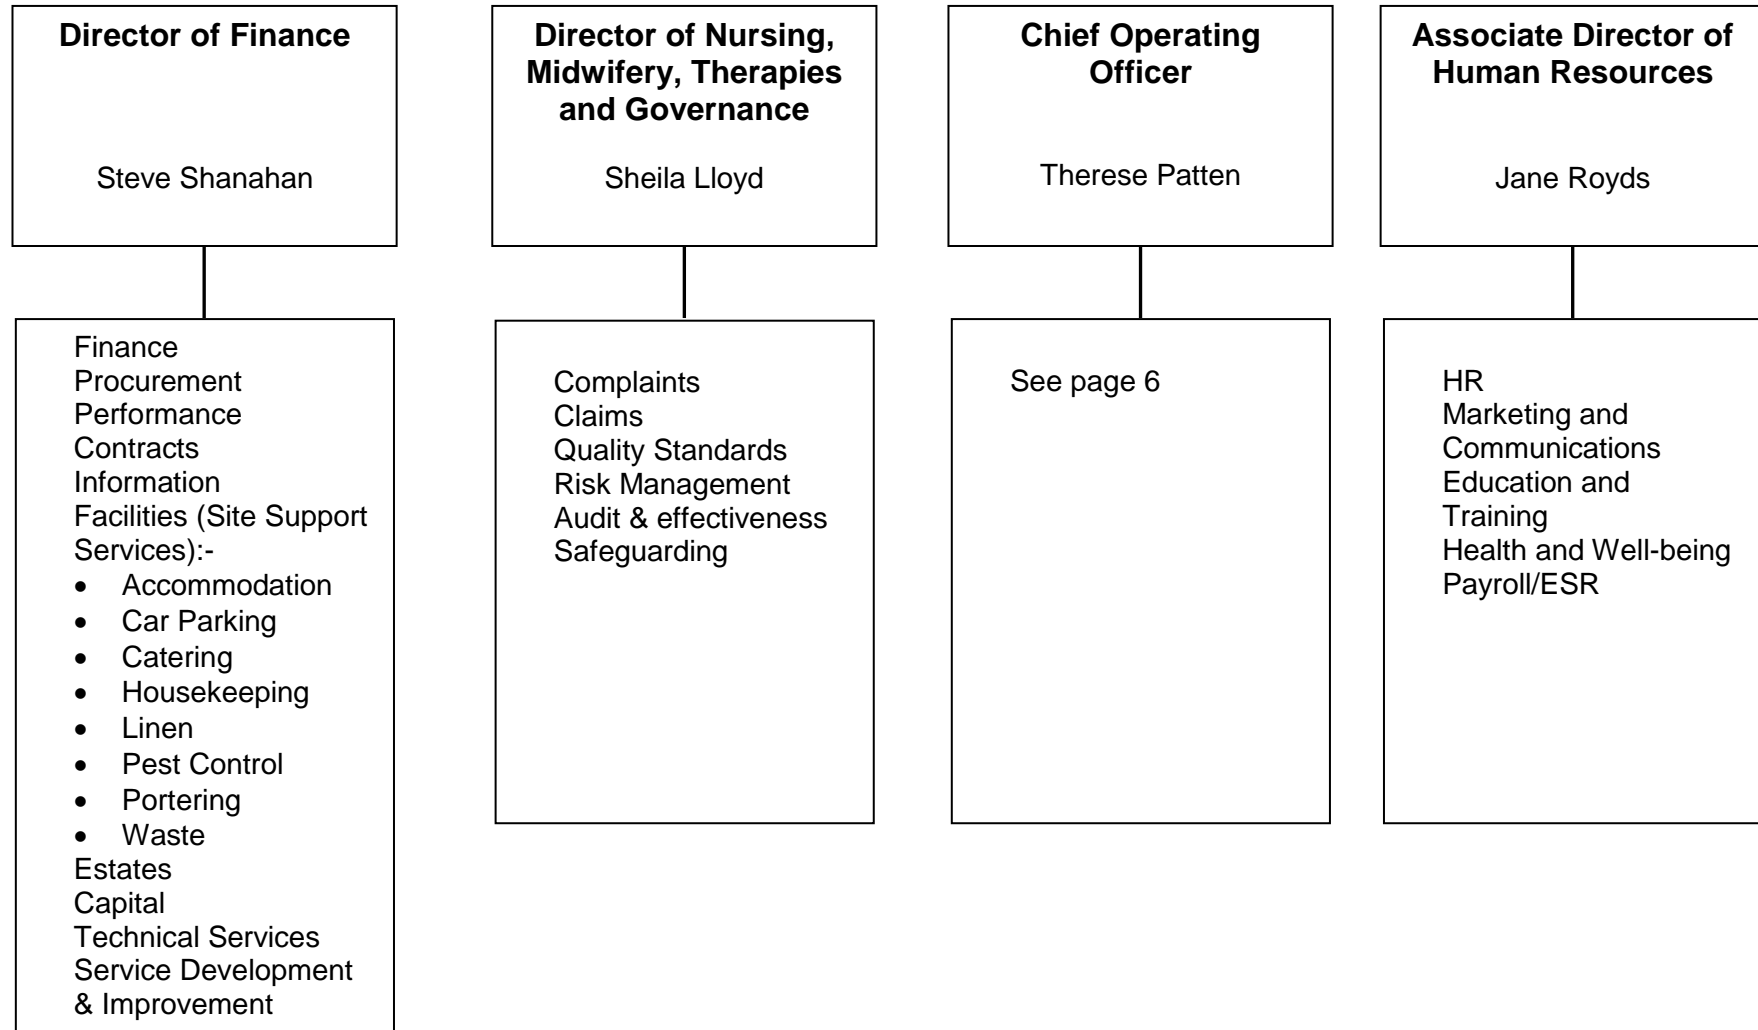 Director of Finance
Steve Shanahan
Director of Nursing,
Midwifery, Therapies
and Governance
Sheila Lloyd
Chief Operating
Officer
Therese Patten
Associate Director of
Human Resources
Jane Royds
Finance
Procurement
Performance
Contracts
Information
Facilities (Site Support
Services):-
• Accommodation
• Car Parking
• Catering
• Housekeeping
• Linen
• Pest Control
• Portering
• Waste
Estates
Capital
Technical Services
Service Development
& Improvement
Complaints
Claims
Quality Standards
Risk Management
Audit & effectiveness
Safeguarding
See page 6
HR
Marketing and
Communications
Education and
Training
Health and Well-being
Payroll/ESR